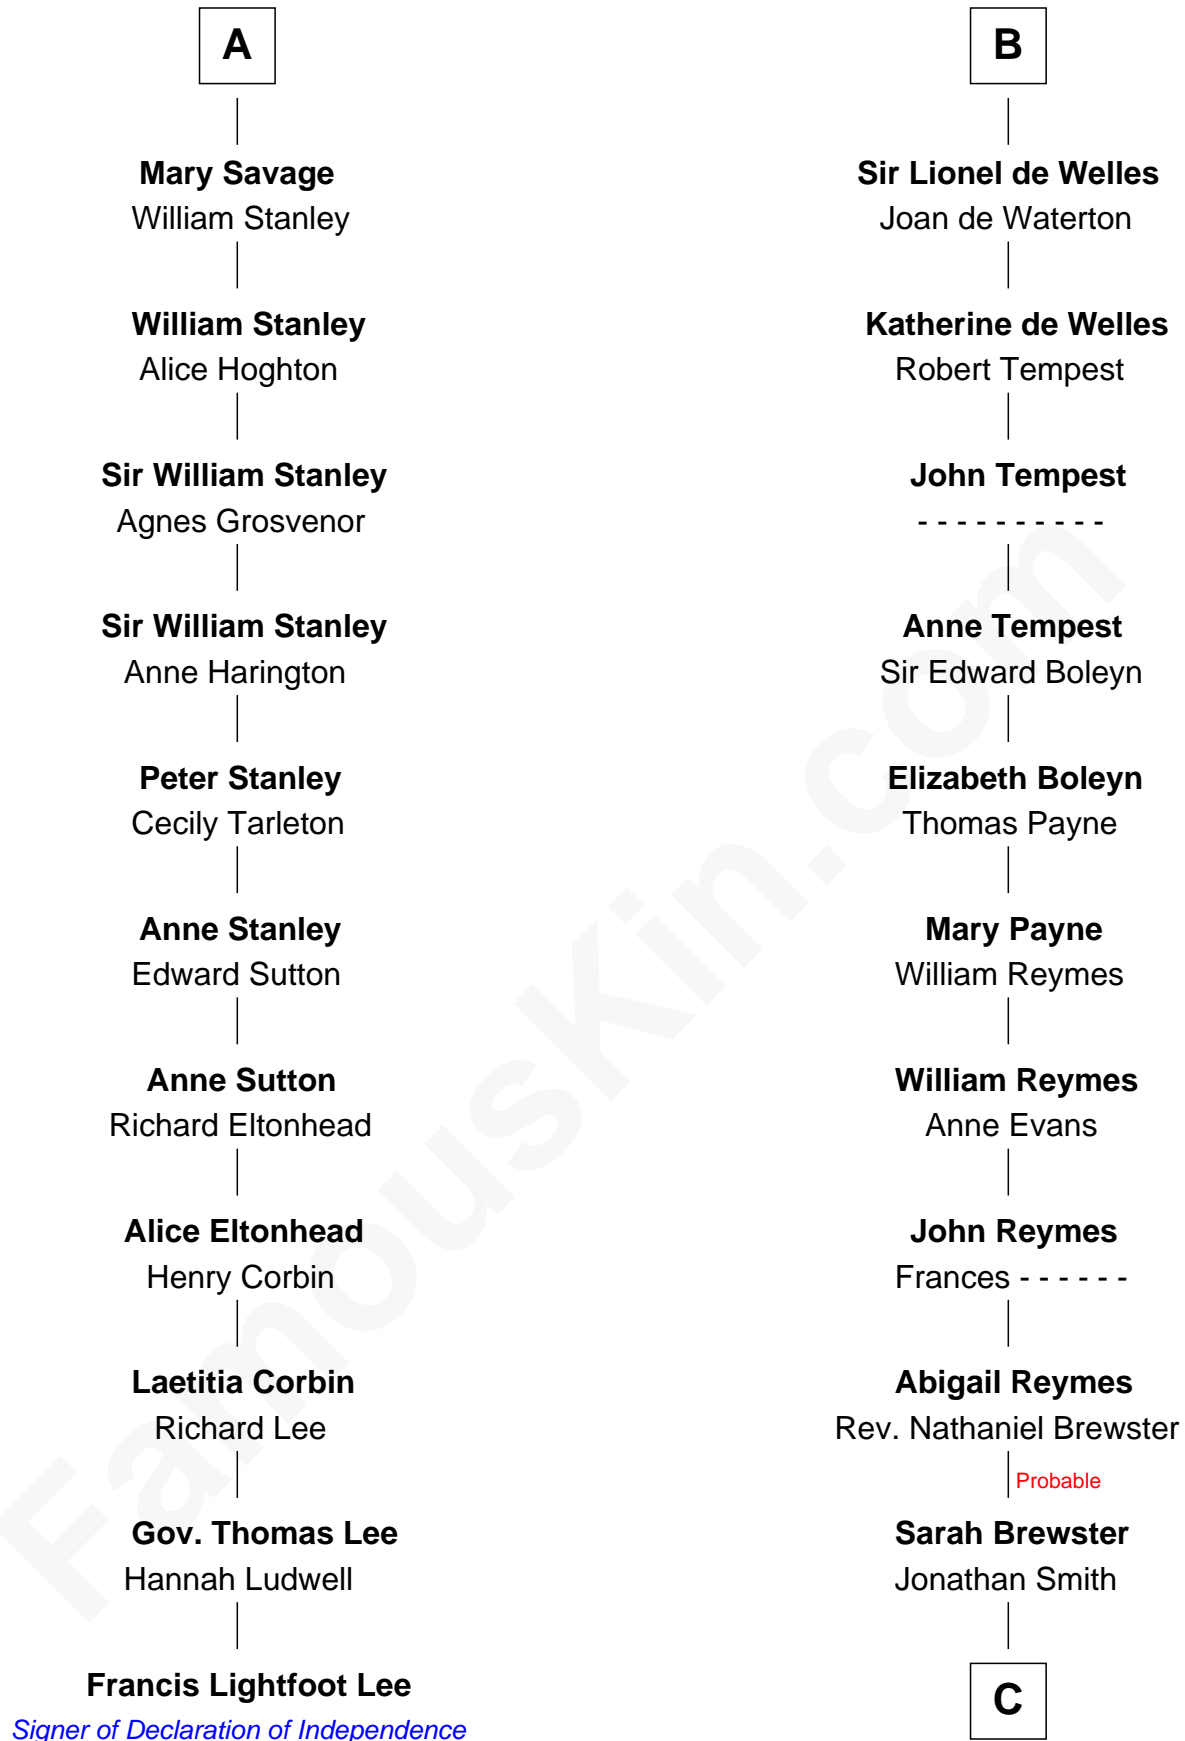 A
Mary Savage
William Stanley
William Stanley
Alice Hoghton
Sir William Stanley
Agnes Grosvenor
Sir William Stanley
Anne Harington
Peter Stanley
Cecily Tarleton
Anne Stanley
Edward Sutton
Anne Sutton
Richard Eltonhead
Alice Eltonhead
Henry Corbin
Laetitia Corbin
Richard Lee
Gov. Thomas Lee
Hannah Ludwell
Francis Lightfoot Lee
Signer of Declaration of Independence
B
Sir Lionel de Welles
Joan de Waterton
Katherine de Welles
Robert Tempest
John Tempest
- - - - - - - - - -
Anne Tempest
Sir Edward Boleyn
Elizabeth Boleyn
Thomas Payne
Mary Payne
William Reymes
William Reymes
Anne Evans
John Reymes
Frances - - - - - -
Abigail Reymes
Rev. Nathaniel Brewster
Probable
Sarah Brewster
Jonathan Smith
C
FamousKin.com